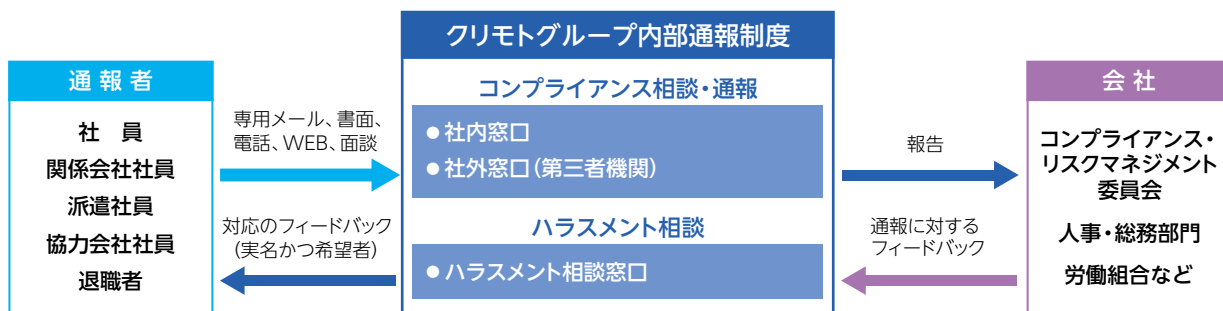 通報者
社　員
関係会社社員
派遣社員
協力会社社員
退職者
専用メール、書面、
電話、WEB、面談
対応のフィードバック
(実名かつ希望者)
クリモトグループ内部通報制度
コンプライアンス相談・通報
●社内窓口
●社外窓口(第三者機関)
ハラスメント相談
●ハラスメント相談窓口
報告
通報に対する
フィードバック
会社
コンプライアンス・
リスクマネジメント
委員会
人事・総務部門
労働組合など